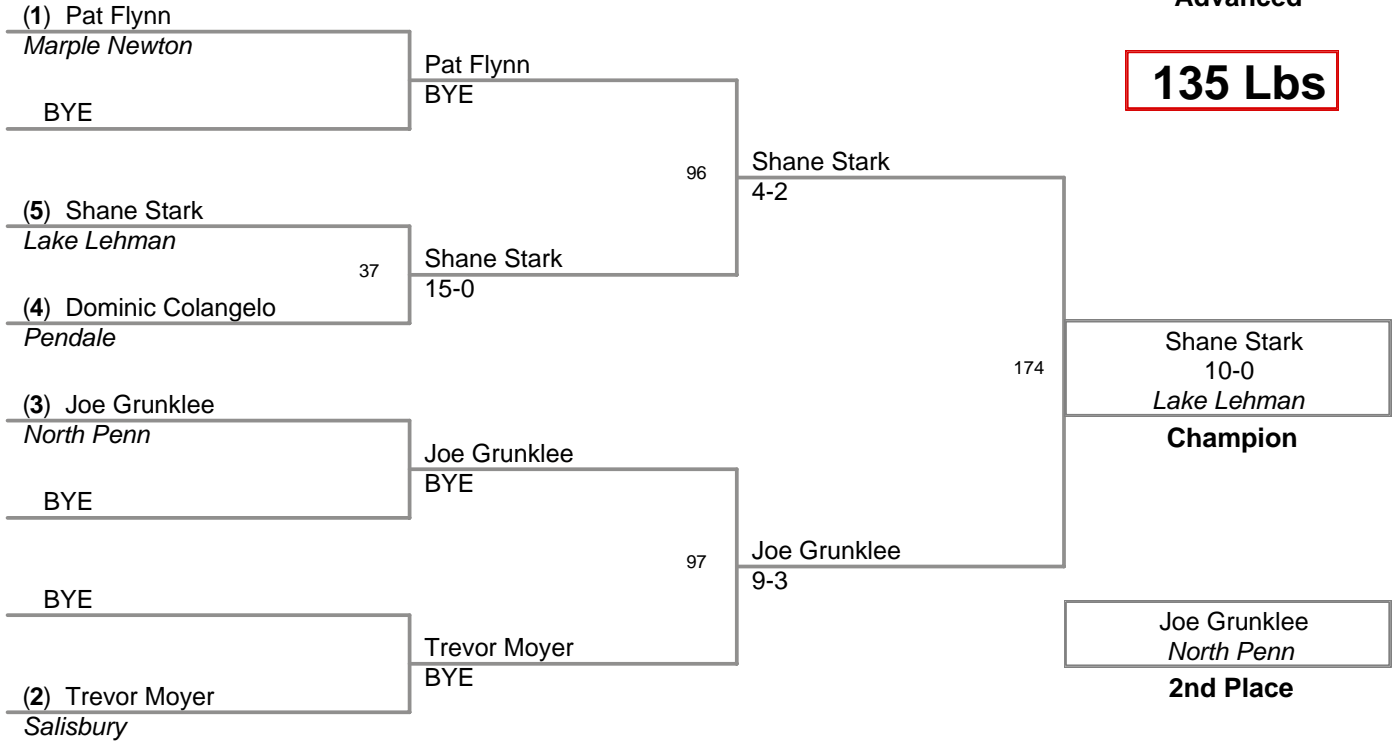 Advanced
135 Lbs
(1) Pat Flynn
Marple Newton
BYE
Pat Flynn
BYE
(5) Shane Stark
Lake Lehman
37
(4) Dominic Colangelo
Pendale
Shane Stark
15-0
96
Shane Stark
4-2
(3) Joe Grunklee
North Penn
BYE
Joe Grunklee
BYE
BYE
(2) Trevor Moyer
Salisbury
Trevor Moyer
BYE
97
Joe Grunklee
9-3
174
Shane Stark
10-0
Lake Lehman
Champion
Joe Grunklee
North Penn
2nd Place